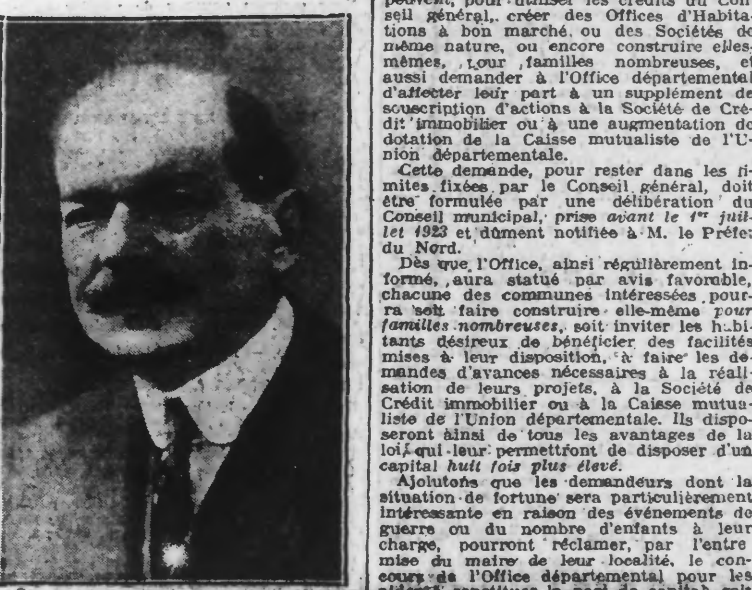 peuvent, pour utiliser les crédits du Con-
seil général, créer des Offices d'Habita-
tions à bon marché, ou des Sociétés de
même nature, ou encore construire elles-
mêmes, pour familles nombreuses, et
aussi demander à l'Office départemental
d'affecter leur part à un supplément de
souscription d'actions à la Société de Cré-
dit immobilier ou à une augmentation de
dotation de la Caisse mutualiste de l'U-
nion départementale.
Cette demande, pour rester dans les li-
mites fixées par le Conseil général, doit
être formulée par une délibération du
Conseil municipal, prise avant le 1er juil-
let 1923 et dûment notifiée à M. le Préfet
du Nord.
Dès que l'Office, ainsi régulièrement in-
formé, aura statué par avis favorable,
chacune des communes intéressées pour-
ra soit faire construire elle-même pour
familles nombreuses, soit inviter les habi-
tants désireux de bénéficier des facilités
mises à leur disposition, à faire les de-
mandes d'avances nécessaires à la réali-
sation de leurs projets, à la Société de
Crédit immobilier ou à la Caisse mutua-
liste de l'Union départementale. Ils dispo-
seront ainsi de tous les avantages de la
loi, qui leur permettront de disposer d'un
capital huit fois plus élevé.
Ajoutons que les demandeurs dont la
situation de fortune sera particulièrement
intéressante en raison des événements de
guerre ou du nombre d'enfants à leur
charge, pourront réclamer, par l'entre
mise du maire de leur localité, le con-
cours de l'Office départemental pour les